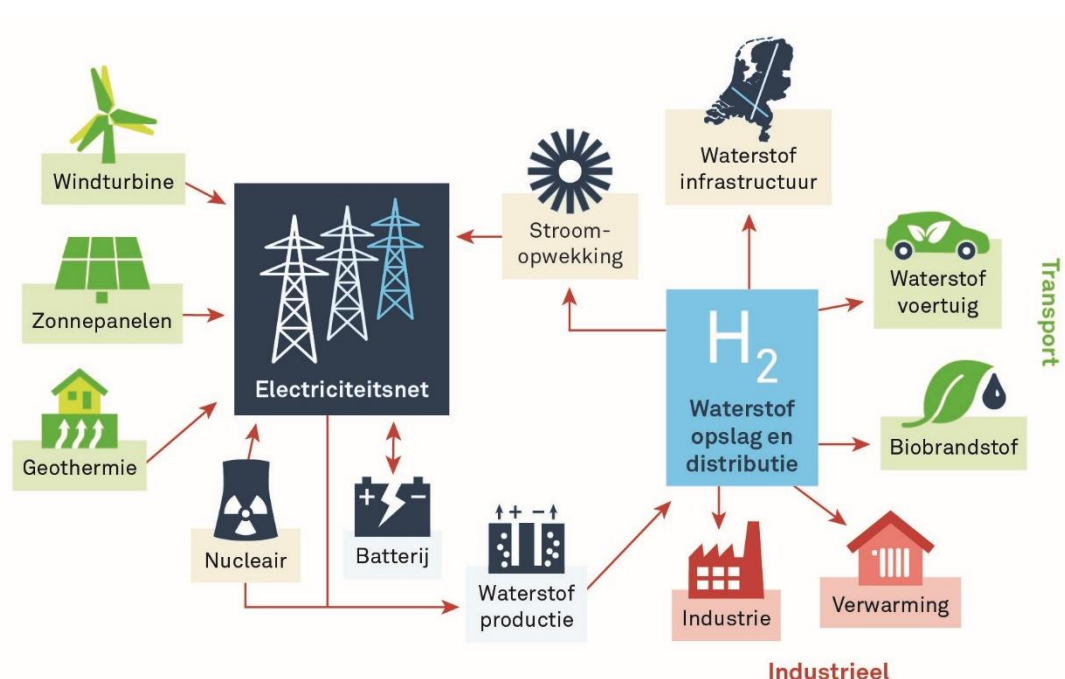 Windturbine
Zonnepanelen
Geothermie
Electriciteitsnet
Nucleair
+ −
Batterij
Stroom-
opwekking
+ −
Waterstof
productie
H2
Waterstof
opslag en
distributie
Waterstof
infrastructuur
Waterstof
voertuig
Biobrandstof
Transport
Industrie
Verwarming
Industrieel